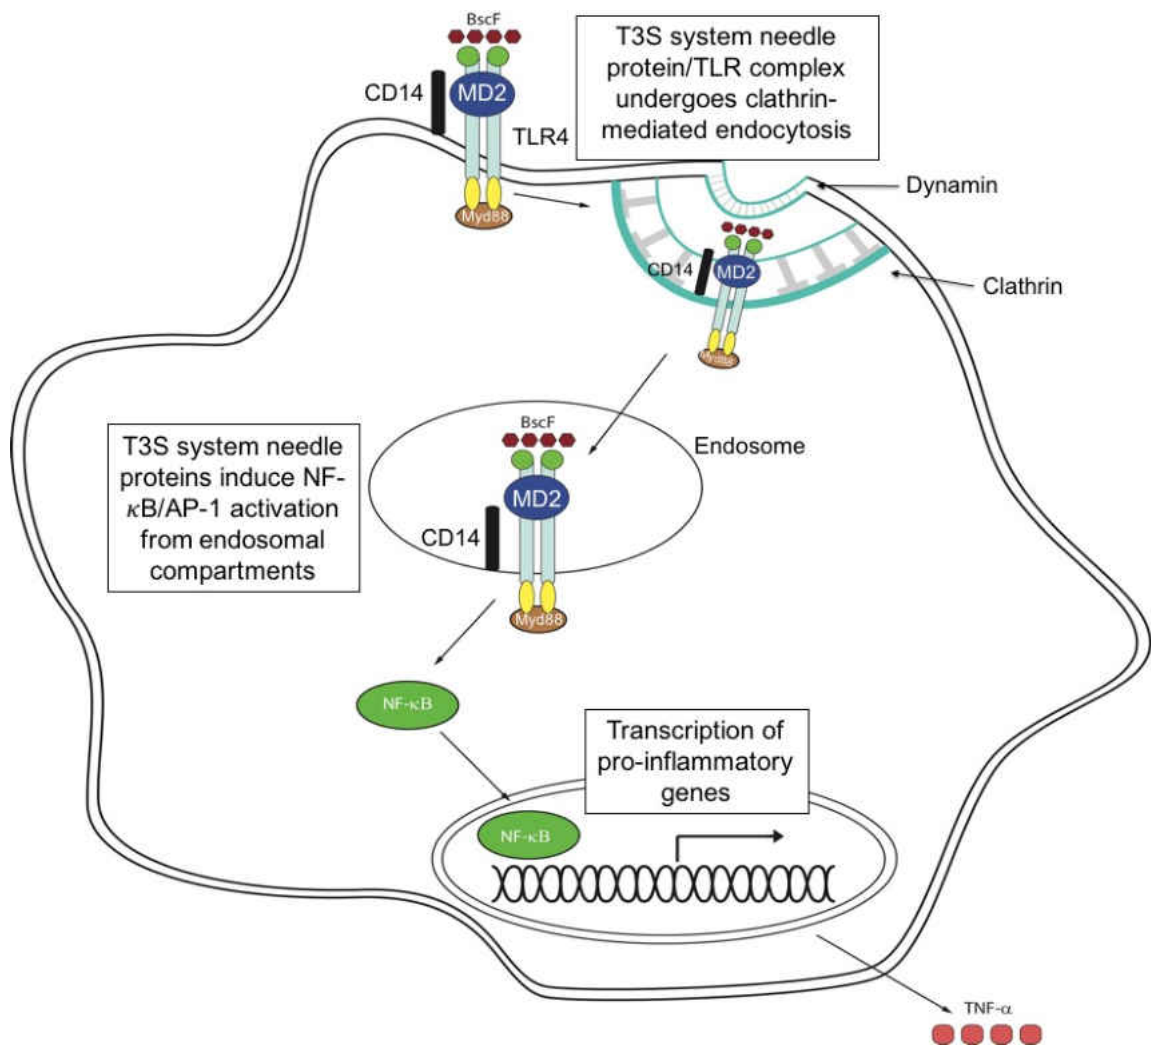 BscF
CD14
MD2
TLR4
Myd88
T3S system needle
protein/TLR complex
undergoes clathrin-
mediated endocytosis
Dynamin
CD14
MD2
Clathrin
Myd88
T3S system needle
proteins induce NF-
κB/AP-1 activation
from endosomal
compartments
BscF
Endosome
MD2
CD14
Myd88
NF-κB
Transcription of
pro-inflammatory
genes
NF-κB
TNF-α